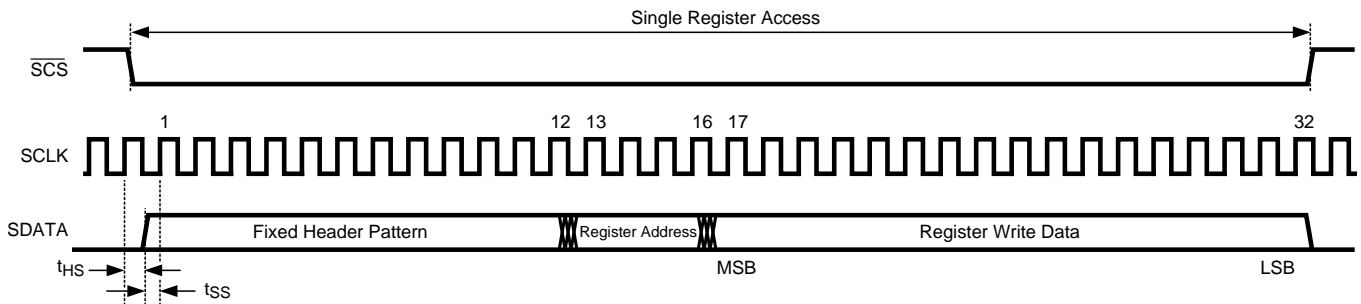 Single Register Access
SCS
1 12 13 16 17 32
SCLK
SDATA Fixed Header Pattern Register Address Register Write Data
tHS MSB LSB
tSS